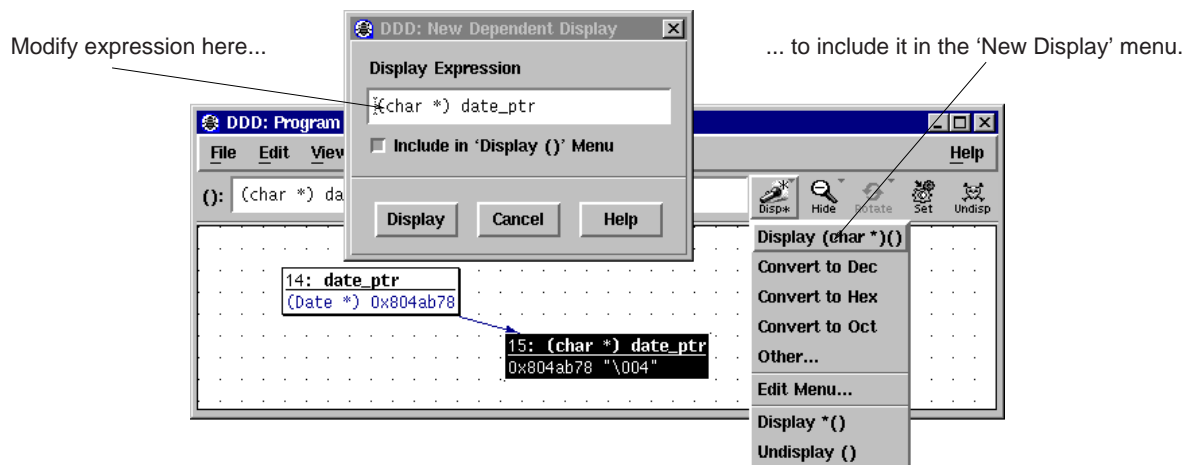 Modify expression here...
... to include it in the ‘New Display’ menu.
DDD: New Dependent Display
Display Expression
(char *) date_ptr
Include in ‘Display ()’ Menu
Display Cancel Help
DDD: Program
File Edit View Help
(): (char *) da
Disp* Hide Rotate Set Undisp
Display (char *)()
Convert to Dec
Convert to Hex
Convert to Oct
Other...
Edit Menu...
Display *()
Undisplay ()
14: date_ptr
(Date *) 0x804ab78
15: (char *) date_ptr
0x804ab78 "\004"